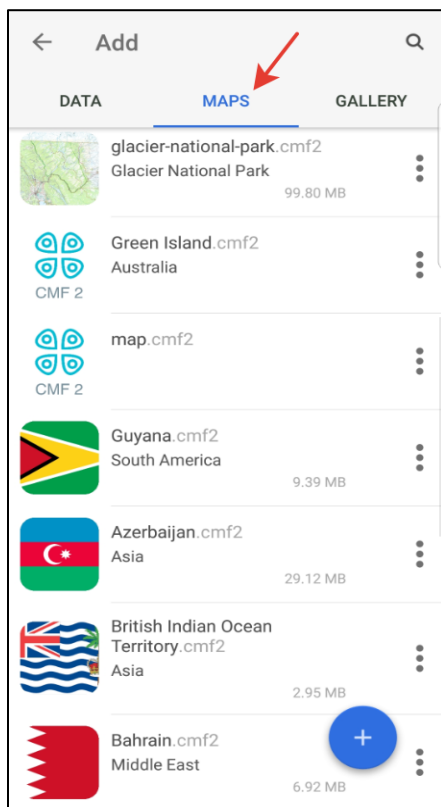 Add
DATA MAPS GALLERY
glacier-national-park.cmf2
Glacier National Park
99.80 MB
Green Island.cmf2
Australia
CMF 2
map.cmf2
CMF 2
Guyana.cmf2
South America
9.39 MB
Azerbaijan.cmf2
Asia
29.12 MB
British Indian Ocean
Territory.cmf2
Asia
2.95 MB
Bahrain.cmf2
Middle East
6.92 MB